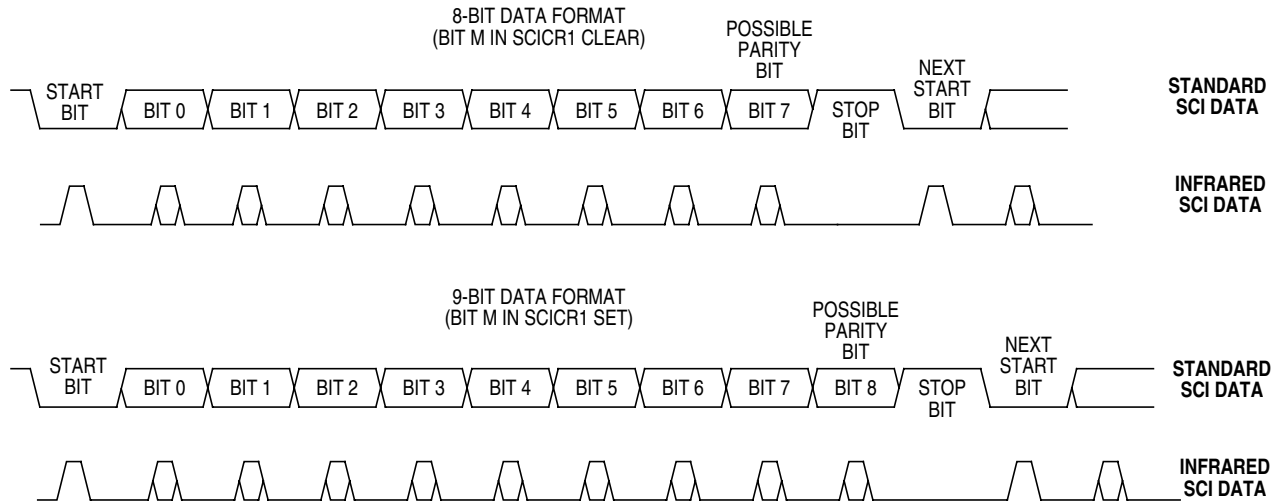 8-BIT DATA FORMAT
(BIT M IN SCICR1 CLEAR)
POSSIBLE
PARITY
BIT
START
BIT
BIT 0
BIT 1
BIT 2
BIT 3
BIT 4
BIT 5
BIT 6
BIT 7
STOP
BIT
NEXT
START
BIT
STANDARD
SCI DATA
INFRARED
SCI DATA
9-BIT DATA FORMAT
(BIT M IN SCICR1 SET)
POSSIBLE
PARITY
BIT
START
BIT
BIT 0
BIT 1
BIT 2
BIT 3
BIT 4
BIT 5
BIT 6
BIT 7
BIT 8
STOP
BIT
NEXT
START
BIT
STANDARD
SCI DATA
INFRARED
SCI DATA